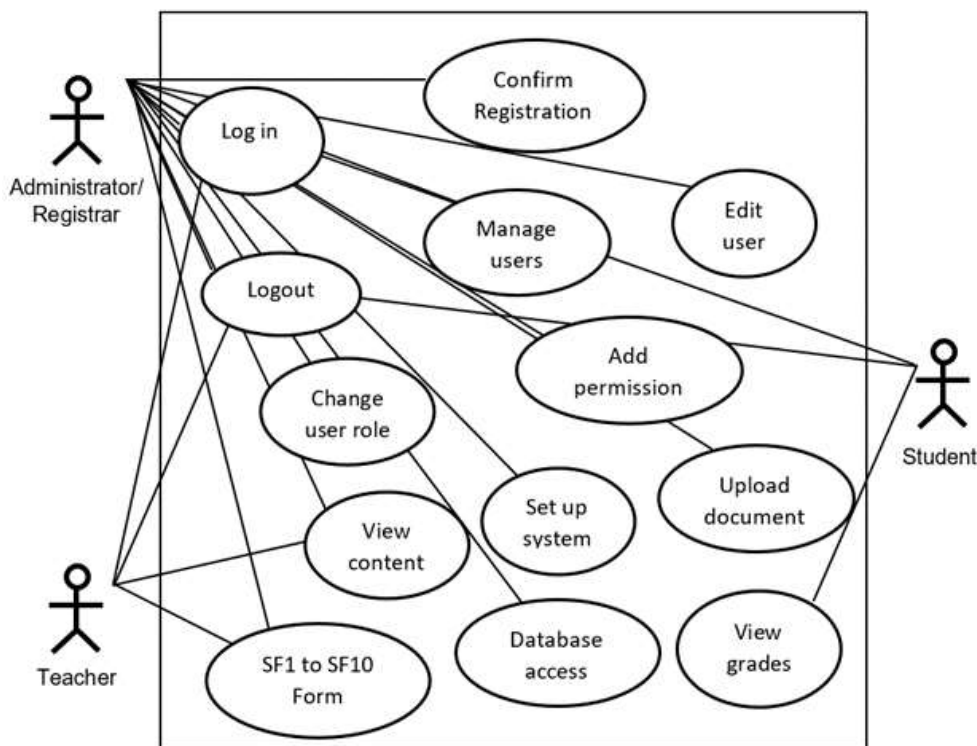 Confirm
Registration
Log in
Administrator/
Registrar
Edit
user
Manage
users
Logout
Add
permission
Change
user role
Student
Upload
document
Set up
system
View
content
Teacher
SF1 to SF10
Form
Database
access
View
grades